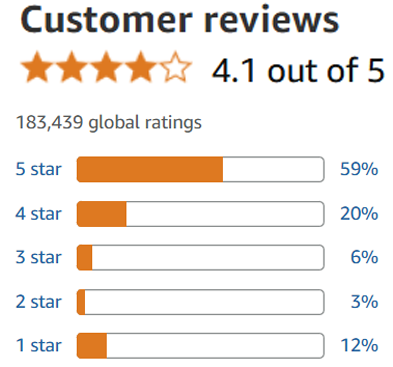 Customer reviews
4.1 out of 5
183,439 global ratings
5 star 59%
4 star 20%
3 star 6%
2 star 3%
1 star 12%